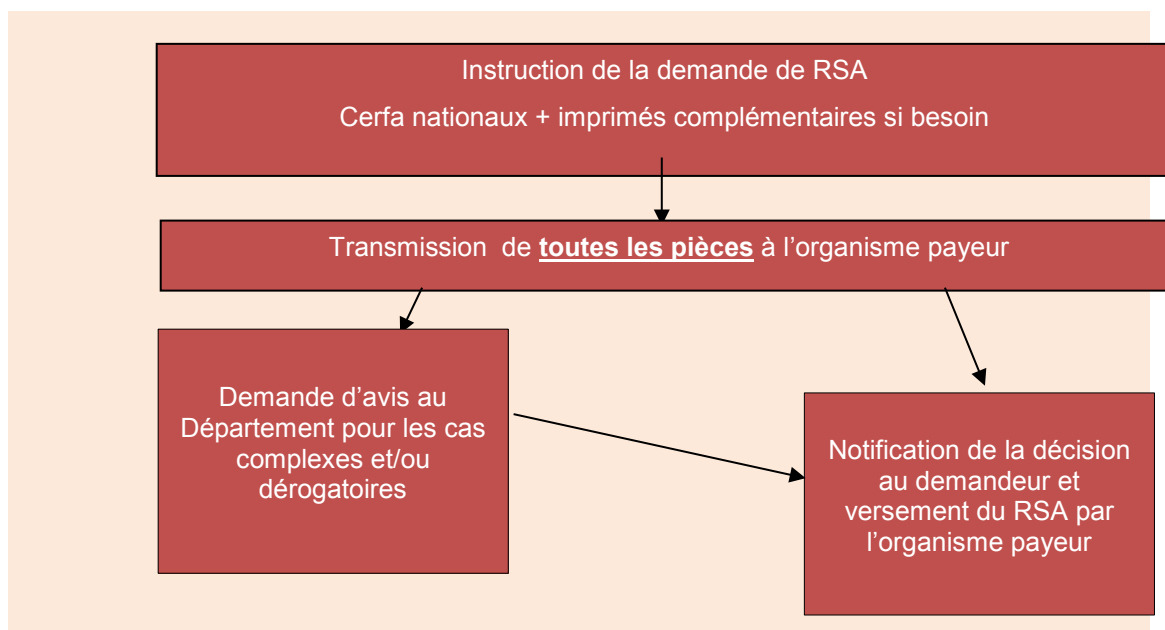 Instruction de la demande de RSA
Cerfa nationaux + imprimés complémentaires si besoin
Transmission de toutes les pièces à l’organisme payeur
Demande d’avis au
Département pour les cas
complexes et/ou
dérogatoires
Notification de la décision
au demandeur et
versement du RSA par
l’organisme payeur